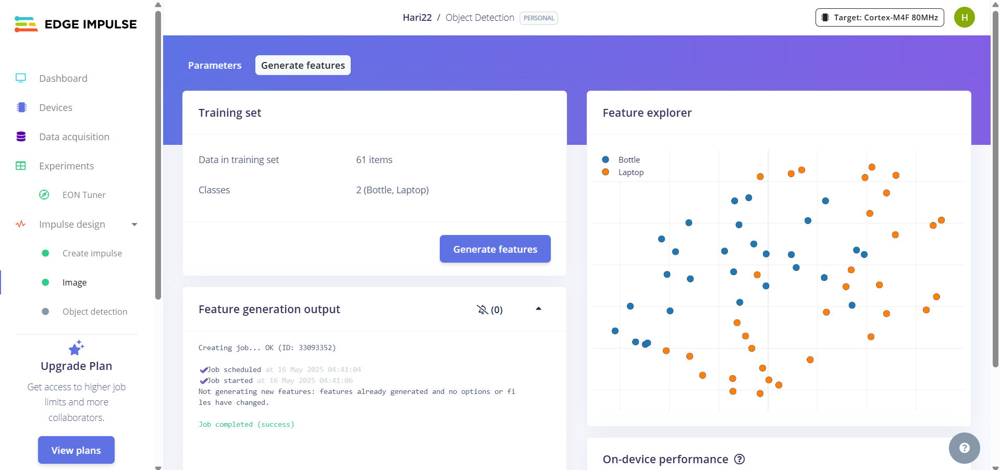 EDGE IMPULSE
Hari22 / Object Detection PERSONAL
Target: Cortex-M4F 80MHz
H
Dashboard
Devices
Data acquisition
Experiments
EON Tuner
Impulse design
Create impulse
Image
Object detection
Upgrade Plan
Get access to higher job
limits and more
collaborators.
View plans
Parameters
Generate features
Training set
Data in training set 61 items
Classes 2 (Bottle, Laptop)
Generate features
Feature generation output (0)
Creating job... OK (ID: 33093352)
Job scheduled at 16 May 2025 04:41:04
Job started at 16 May 2025 04:41:06
Not generating new features: features already generated and no options or fi
les have changed.
Job completed (success)
Feature explorer
Bottle
Laptop
On-device performance ?
?